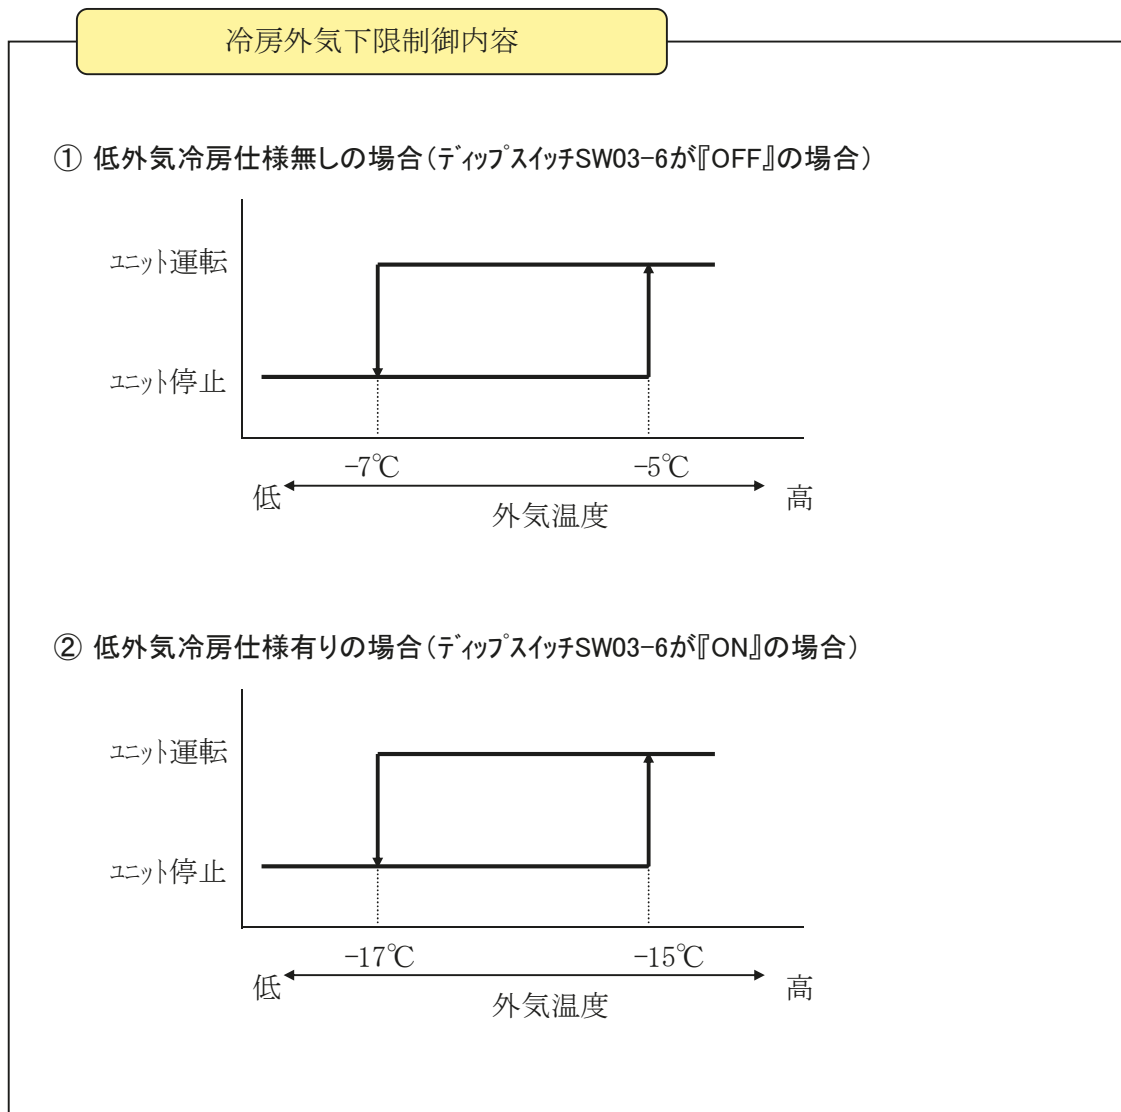 冷房外気下限制御内容
① 低外気冷房仕様無しの場合(ディップスイッチSW03-6が『OFF』の場合)
ユニット運転
ユニット停止
-7℃
-5℃
低
高
外気温度
② 低外気冷房仕様有りの場合(ディップスイッチSW03-6が『ON』の場合)
ユニット運転
ユニット停止
-17℃
-15℃
低
高
外気温度